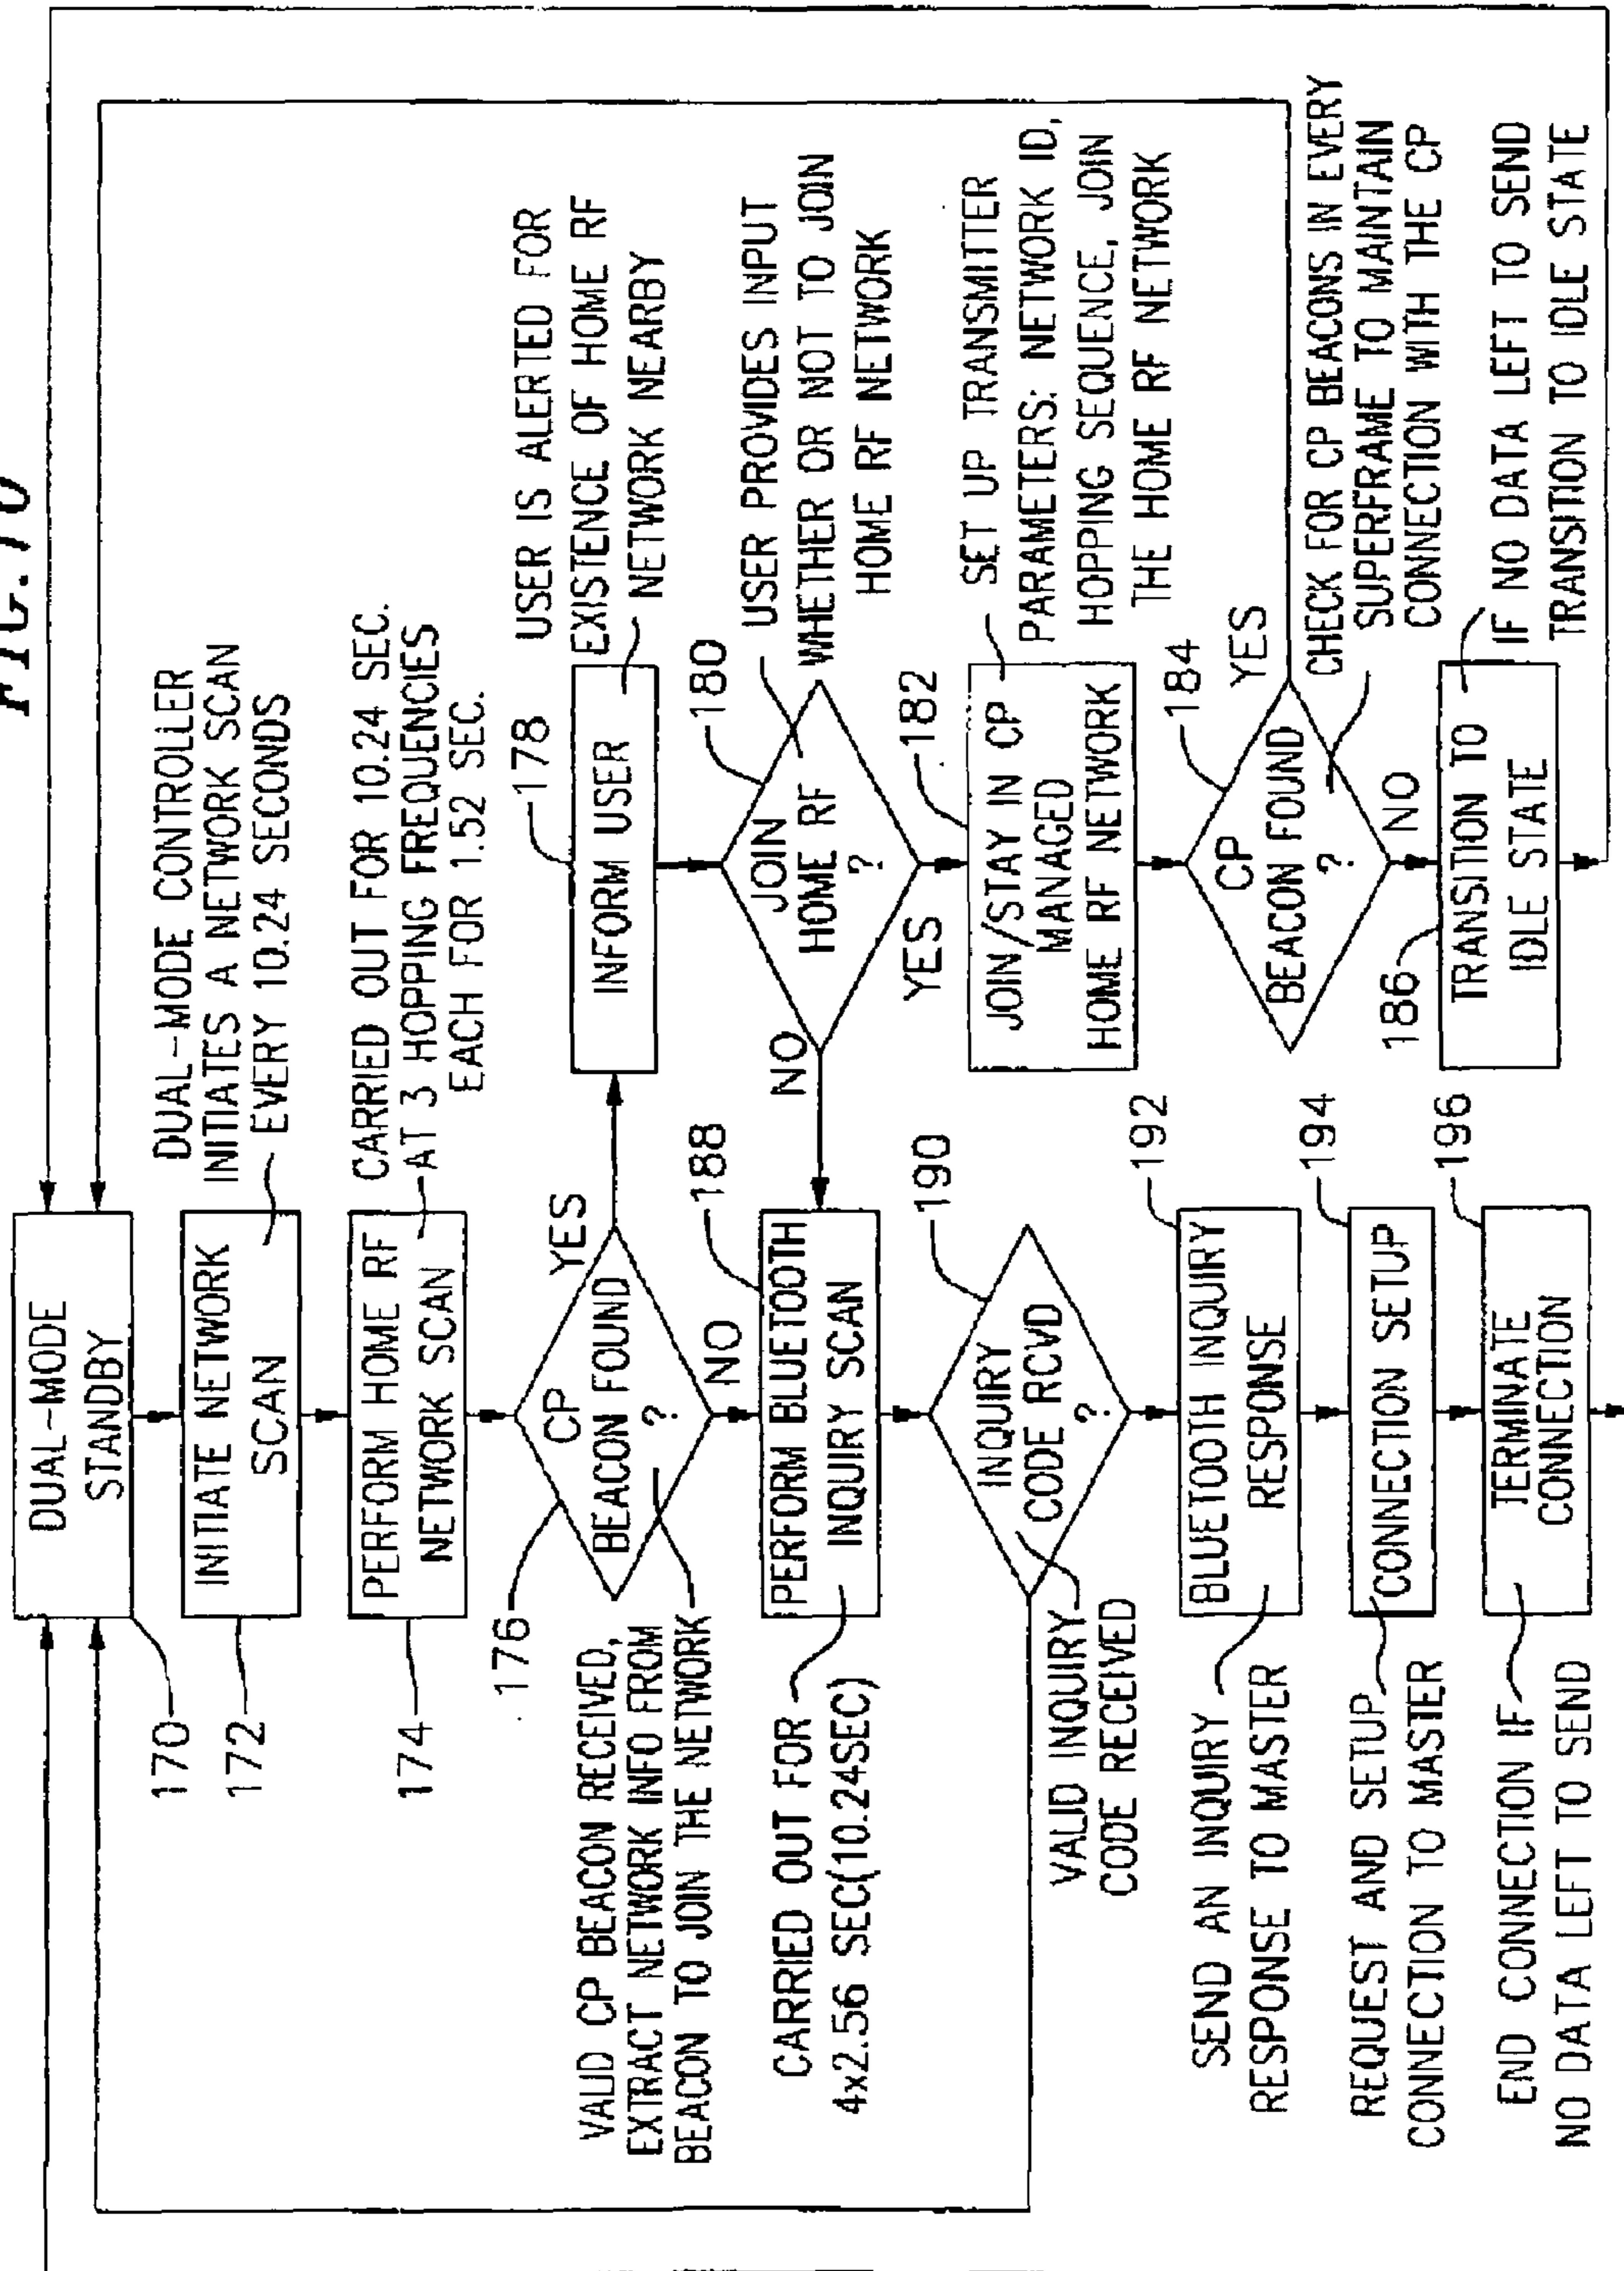 FIG. 10
DUAL-MODE
STANDBY
170
DUAL-MODE CONTROLLER
INITIATES A NETWORK SCAN
EVERY 10.24 SECONDS
INITIATE NETWORK
SCAN
172
CARRIED OUT FOR 10.24 SEC.
AT 3 HOPPING FREQUENCIES
EACH FOR 1.52 SEC.
PERFORM HOME RF
NETWORK SCAN
174
176
CP
BEACON FOUND
?
YES
NO
VALID CP BEACON RECEIVED,
EXTRACT NETWORK INFO FROM
BEACON TO JOIN THE NETWORK
178
INFORM USER
USER IS ALERTED FOR
EXISTENCE OF HOME RF
NETWORK NEARBY
180
JOIN
HOME RF
?
NO
YES
USER PROVIDES INPUT
WHETHER OR NOT TO JOIN
HOME RF NETWORK
188
PERFORM BLUETOOTH
INQUIRY SCAN
CARRIED OUT FOR
4x2.56 SEC(10.24SEC)
182
JOIN/STAY IN CP
MANAGED
HOME RF NETWORK
SET UP TRANSMITTER
PARAMETERS: NETWORK ID,
HOPPING SEQUENCE, JOIN
THE HOME RF NETWORK
190
INQUIRY
CODE RCVD
?
VALID INQUIRY
CODE RECEIVED
184
CP
BEACON FOUND
?
YES
NO
CHECK FOR CP BEACONS IN EVERY
SUPERFRAME TO MAINTAIN
CONNECTION WITH THE CP
192
BLUETOOTH INQUIRY
RESPONSE
SEND AN INQUIRY
RESPONSE TO MASTER
186
TRANSITION TO
IDLE STATE
IF NO DATA LEFT TO SEND
TRANSITION TO IDLE STATE
194
CONNECTION SETUP
REQUEST AND SETUP
CONNECTION TO MASTER
196
TERMINATE
CONNECTION
END CONNECTION IF
NO DATA LEFT TO SEND